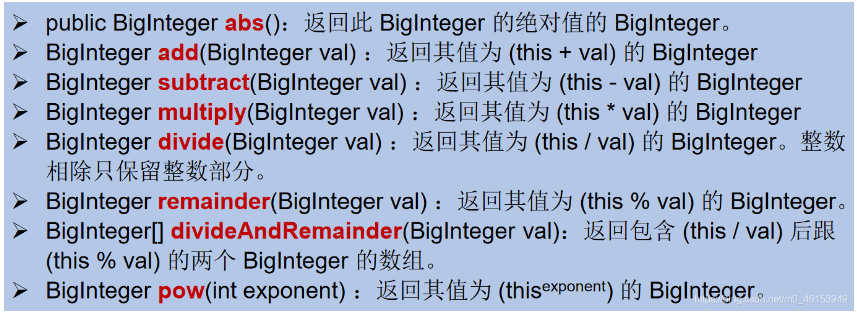 ➢ public BigInteger abs()：返回此 BigInteger 的绝对值的 BigInteger。
➢ BigInteger add(BigInteger val) ：返回其值为 (this + val) 的 BigInteger
➢ BigInteger subtract(BigInteger val) ：返回其值为 (this - val) 的 BigInteger
➢ BigInteger multiply(BigInteger val) ：返回其值为 (this * val) 的 BigInteger
➢ BigInteger divide(BigInteger val) ：返回其值为 (this / val) 的 BigInteger。整数
相除只保留整数部分。
➢ BigInteger remainder(BigInteger val) ：返回其值为 (this % val) 的 BigInteger。
➢ BigInteger[] divideAndRemainder(BigInteger val)：返回包含 (this / val) 后跟
(this % val) 的两个 BigInteger 的数组。
➢ BigInteger pow(int exponent) ：返回其值为 (thisexponent) 的 BigInteger。
https://blog.csdn.net/m0_46153949